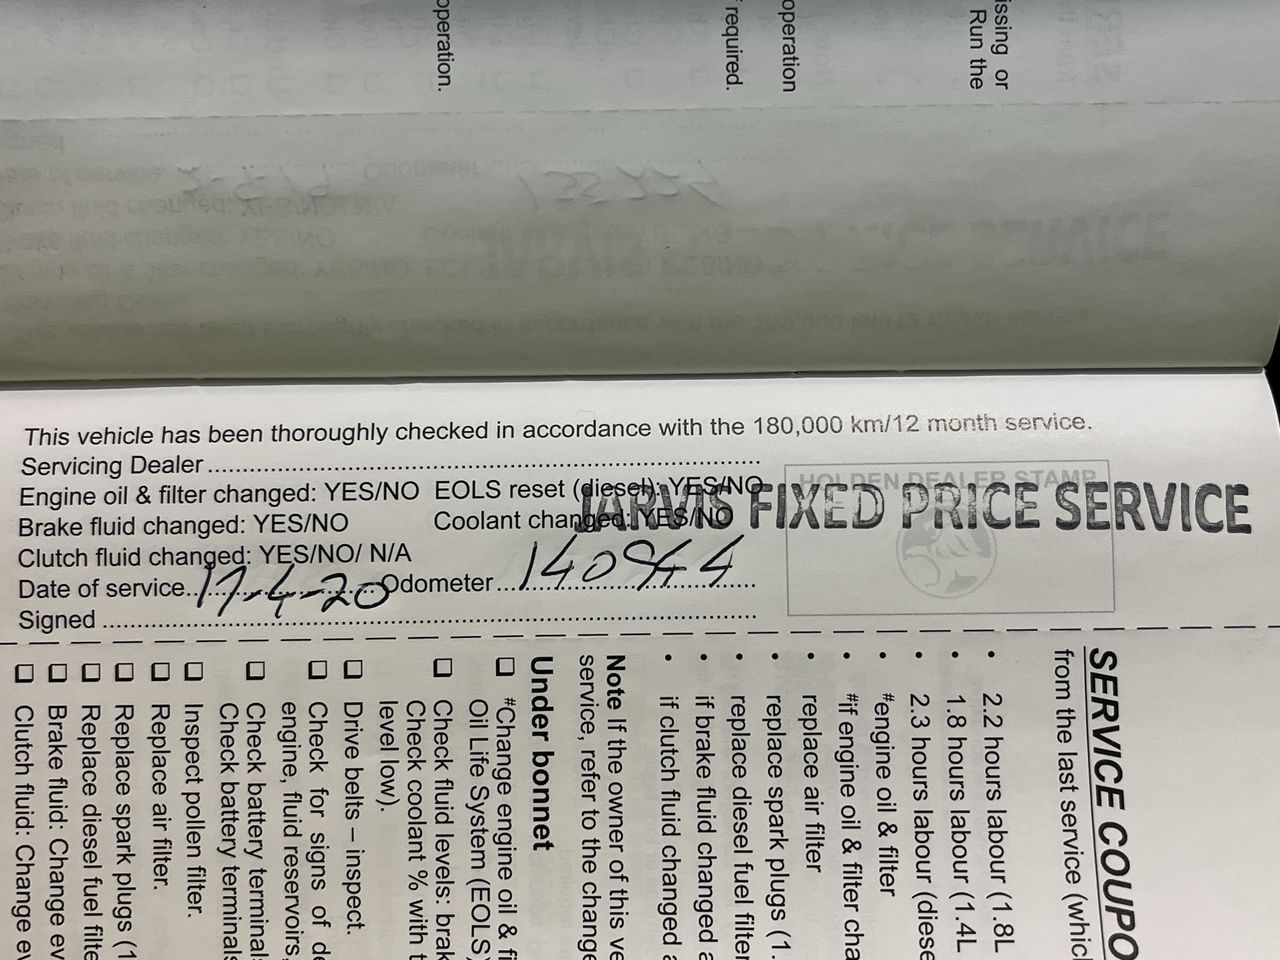 operation.
required.
operation
issing or
Run the
This vehicle has been thoroughly checked in accordance with the 180,000 km/12 month service.
Servicing Dealer
Engine oil & filter changed: YES/NO EOLS reset (diesel): YES/NO
HOLDEN DEALER STAMP
JARVIS FIXED PRICE SERVICE
Brake fluid changed: YES/NO Coolant changed: YES/NO
Clutch fluid changed: YES/NO/ N/A
Date of service 17-4-20 Odometer
Signed
SERVICE COUPO
from the last service (whic
• 2.2 hours labour (1.8L
• 1.8 hours labour (1.4L
• 2.3 hours labour (diese
• #engine oil & filter
• #if engine oil & filter cha
• replace air filter
• replace spark plugs (1.
• replace diesel fuel filter
• if brake fluid changed a
• if clutch fluid changed a
Note If the owner of this ve
service, refer to the change
Under bonnet
☐ #Change engine oil & fi
Oil Life System (EOLS)
☐ Check fluid levels: brak
Check coolant % with t
level low).
☐ Drive belts – inspect.
☐ Check for signs of de
engine, fluid reservoirs,
☐ Check battery terminal
Check battery terminals
☐ Inspect pollen filter.
☐ Replace air filter.
☐ Replace spark plugs (1
☐ Replace diesel fuel filte
☐ Brake fluid: Change ev
☐ Clutch fluid: Change ev